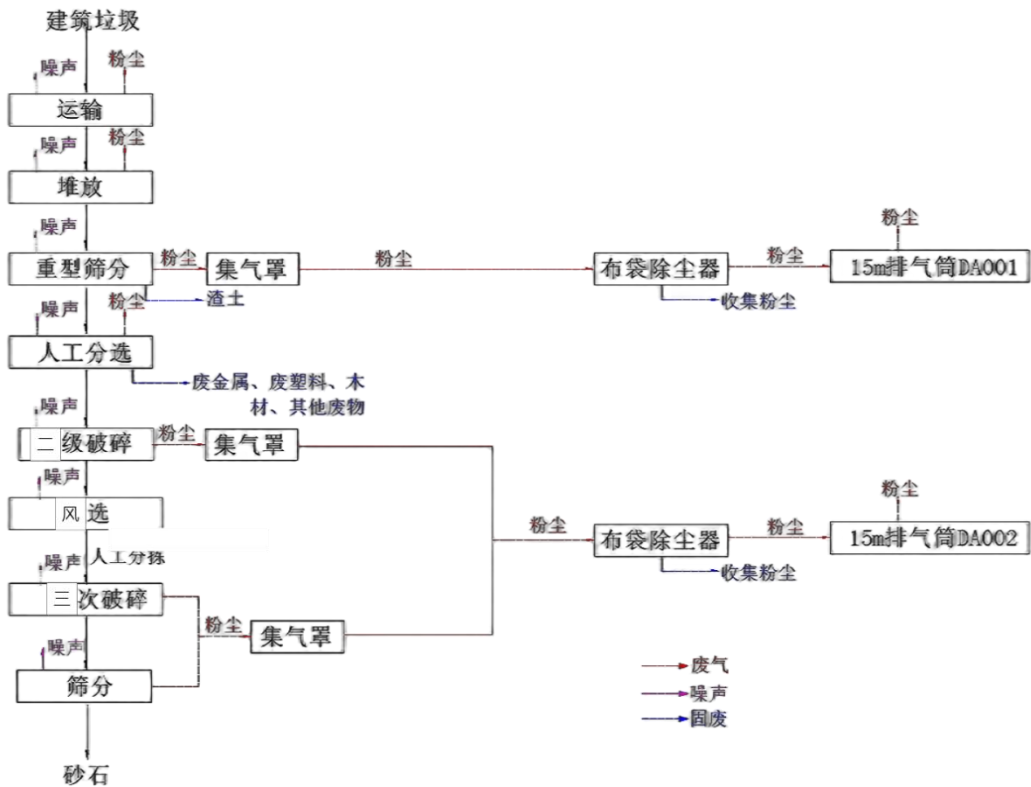 建筑垃圾
噪声
粉尘
运输
噪声
粉尘
堆放
噪声
粉尘
重型筛分
粉尘
集气罩
粉尘
布袋除尘器
粉尘
15m排气筒DA001
渣土
收集粉尘
噪声
粉尘
人工分选
废金属、废塑料、木
材、其他废物
噪声
二级破碎
粉尘
集气罩
噪声
风选
粉尘
粉尘
布袋除尘器
粉尘
15m排气筒DA002
人工分拣
收集粉尘
噪声
三次破碎
粉尘
集气罩
噪声
筛分
废气
噪声
固废
砂石